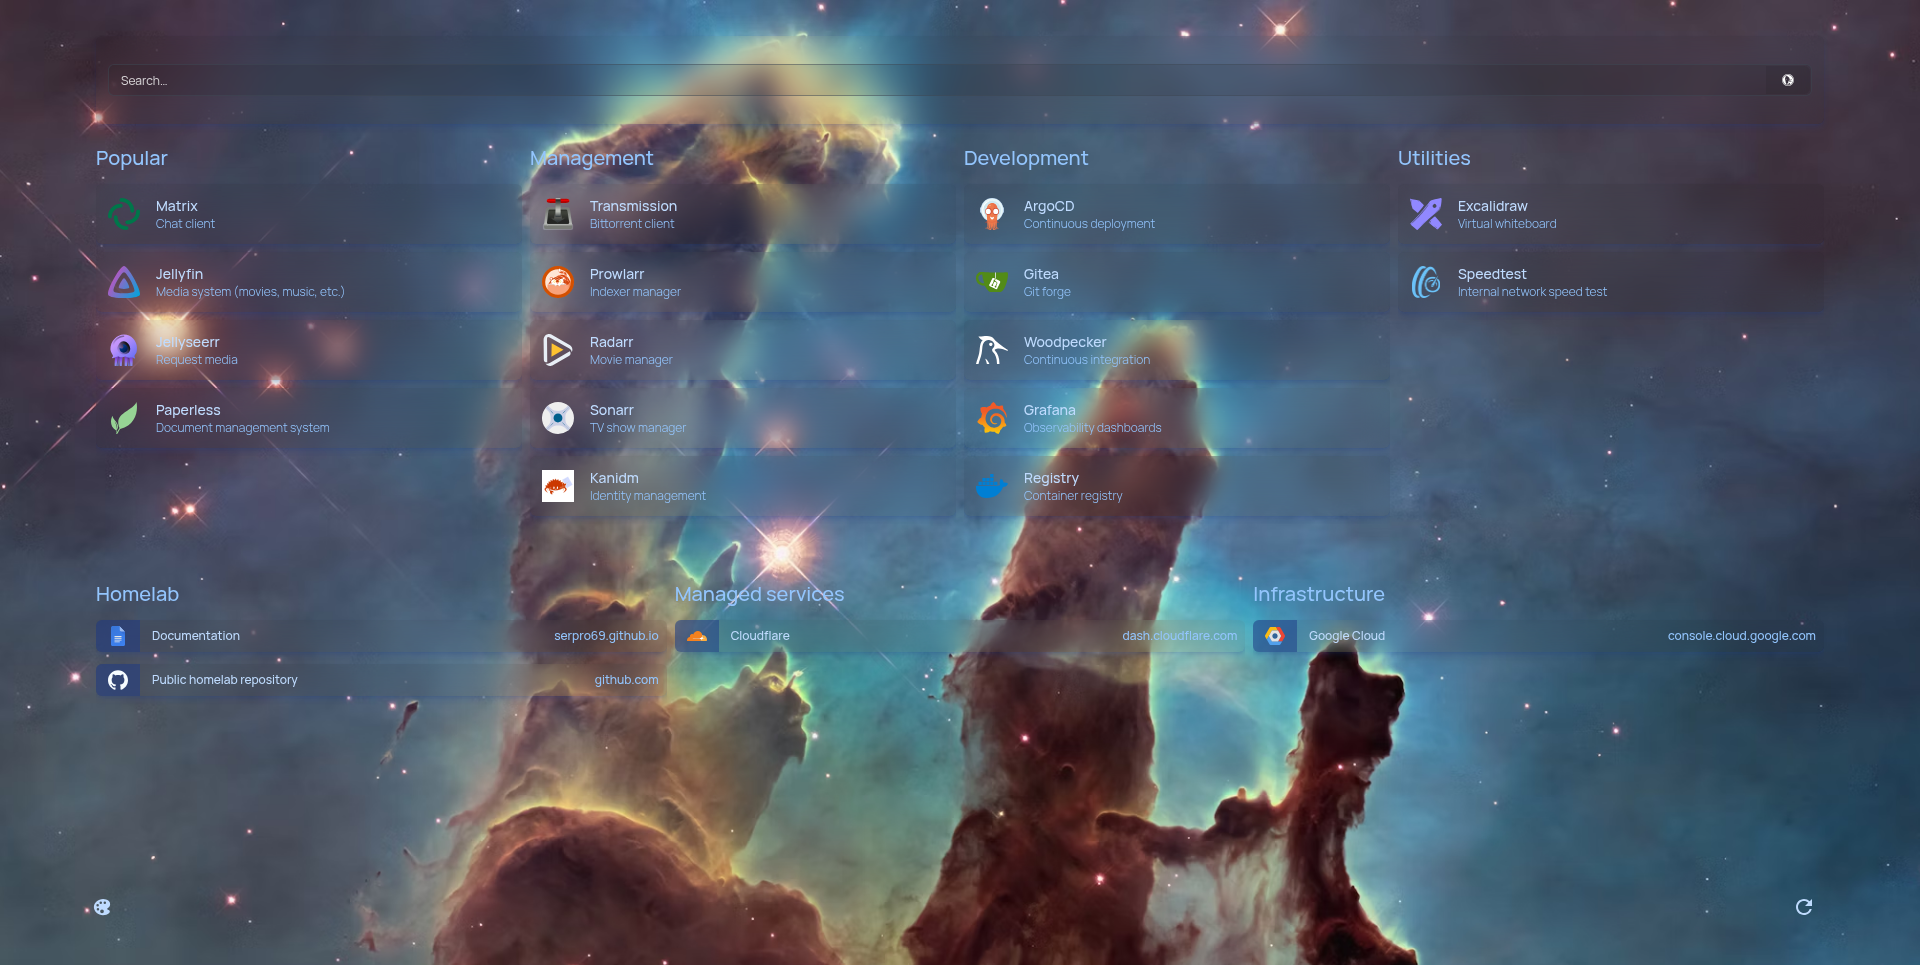 Search...
Popular
Matrix
Chat client
Jellyfin
Media system (movies, music, etc.)
Jellyseerr
Request media
Paperless
Document management system
Management
Transmission
Bittorrent client
Prowlarr
Indexer manager
Radarr
Movie manager
Sonarr
TV show manager
Kanidm
Identity management
Development
ArgoCD
Continuous deployment
Gitea
Git forge
Woodpecker
Continuous integration
Grafana
Observability dashboards
Registry
Container registry
Utilities
Excalidraw
Virtual whiteboard
Speedtest
Internal network speed test
Homelab
Documentation
serpro69.github.io
Public homelab repository
github.com
Managed services
Cloudflare
dash.cloudflare.com
Infrastructure
Google Cloud
console.cloud.google.com